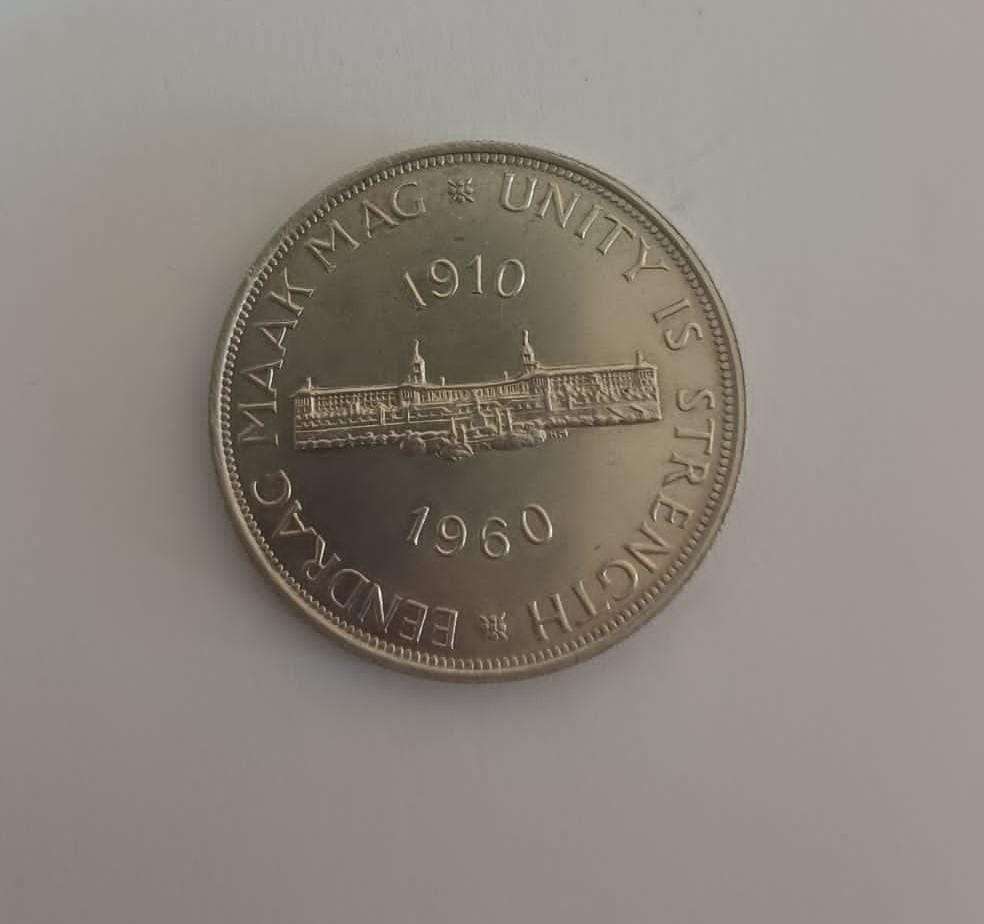 EENDRAG MAAK MAG
UNITY IS STRENGTH
1910
1960